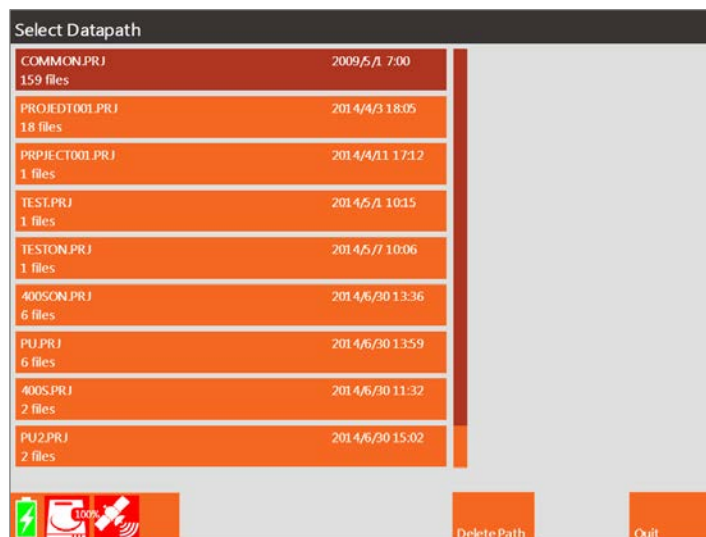 Select Datapath
COMMON.PRJ 2009/5/1 7:00
159 files
PROJEDT001.PRJ 2014/4/3 18:05
18 files
PRPJECT001.PRJ 2014/4/11 17:12
1 files
TEST.PRJ 2014/5/1 10:15
1 files
TESTON.PRJ 2014/5/7 10:06
1 files
400SON.PRJ 2014/6/30 13:36
6 files
PU.PRJ 2014/6/30 13:59
6 files
400S.PRJ 2014/6/30 11:32
2 files
PU2.PRJ 2014/6/30 15:02
2 files
100%
Delete Path Quit